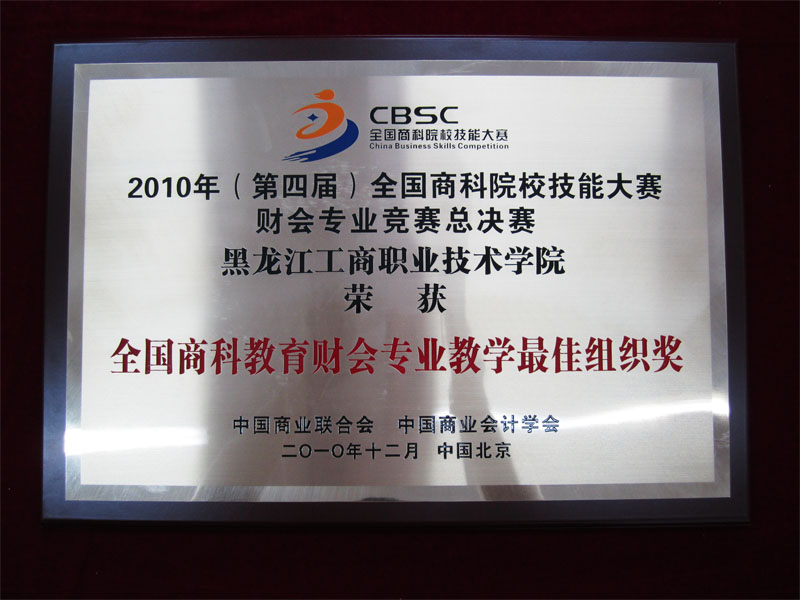 CBSC
全国商科院校技能大赛
China Business Skills Competition
2010年（第四届）全国商科院校技能大赛
财会专业竞赛总决赛
黑龙江工商职业技术学院
荣 获
全国商科教育财会专业教学最佳组织奖
中国商业联合会 中国商业会计学会
二〇一〇年十二月 中国北京